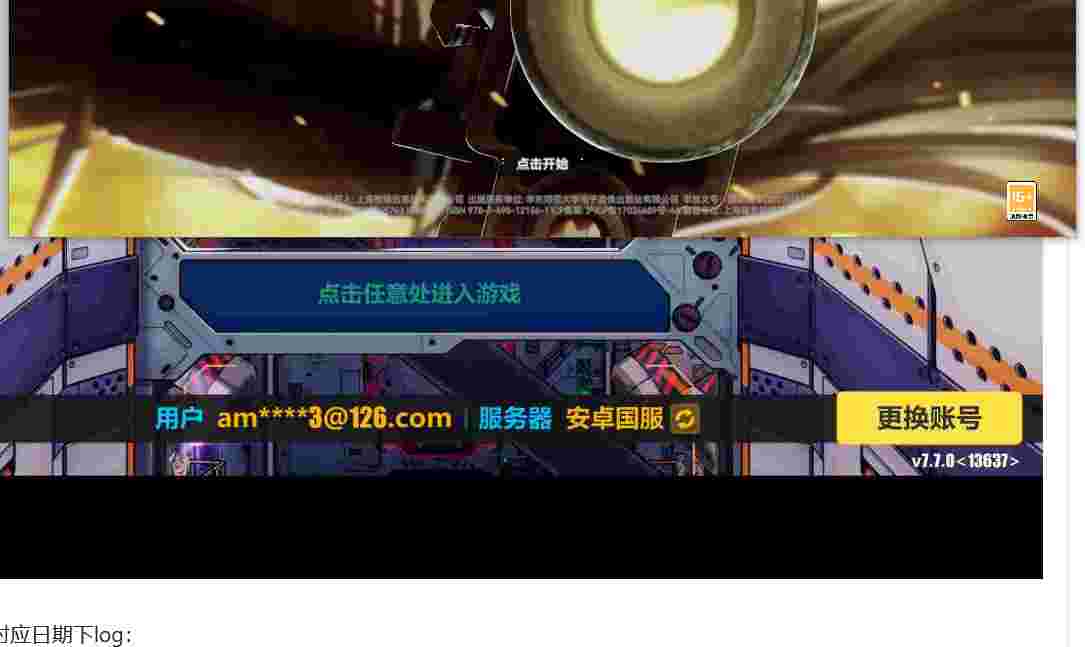 点击开始
16+
点击任意处进入游戏
用户 am****3@126.com | 服务器 安卓国服
更换账号
v7.7.0<13637>
对应日期下log: